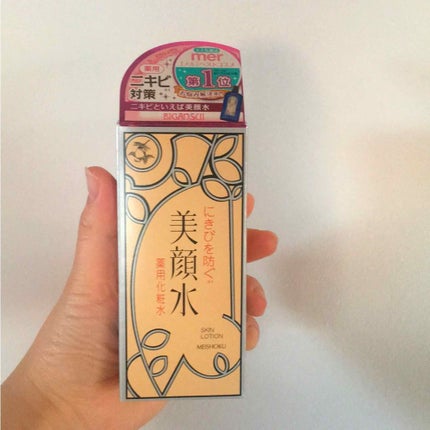 薬用
ニキビ
対策
mer
第1位
ニキビといえば美顔水
BIGANSUI
にきびを防ぐ
美顔水
薬用化粧水
SKIN
LOTION
MEISHOKU